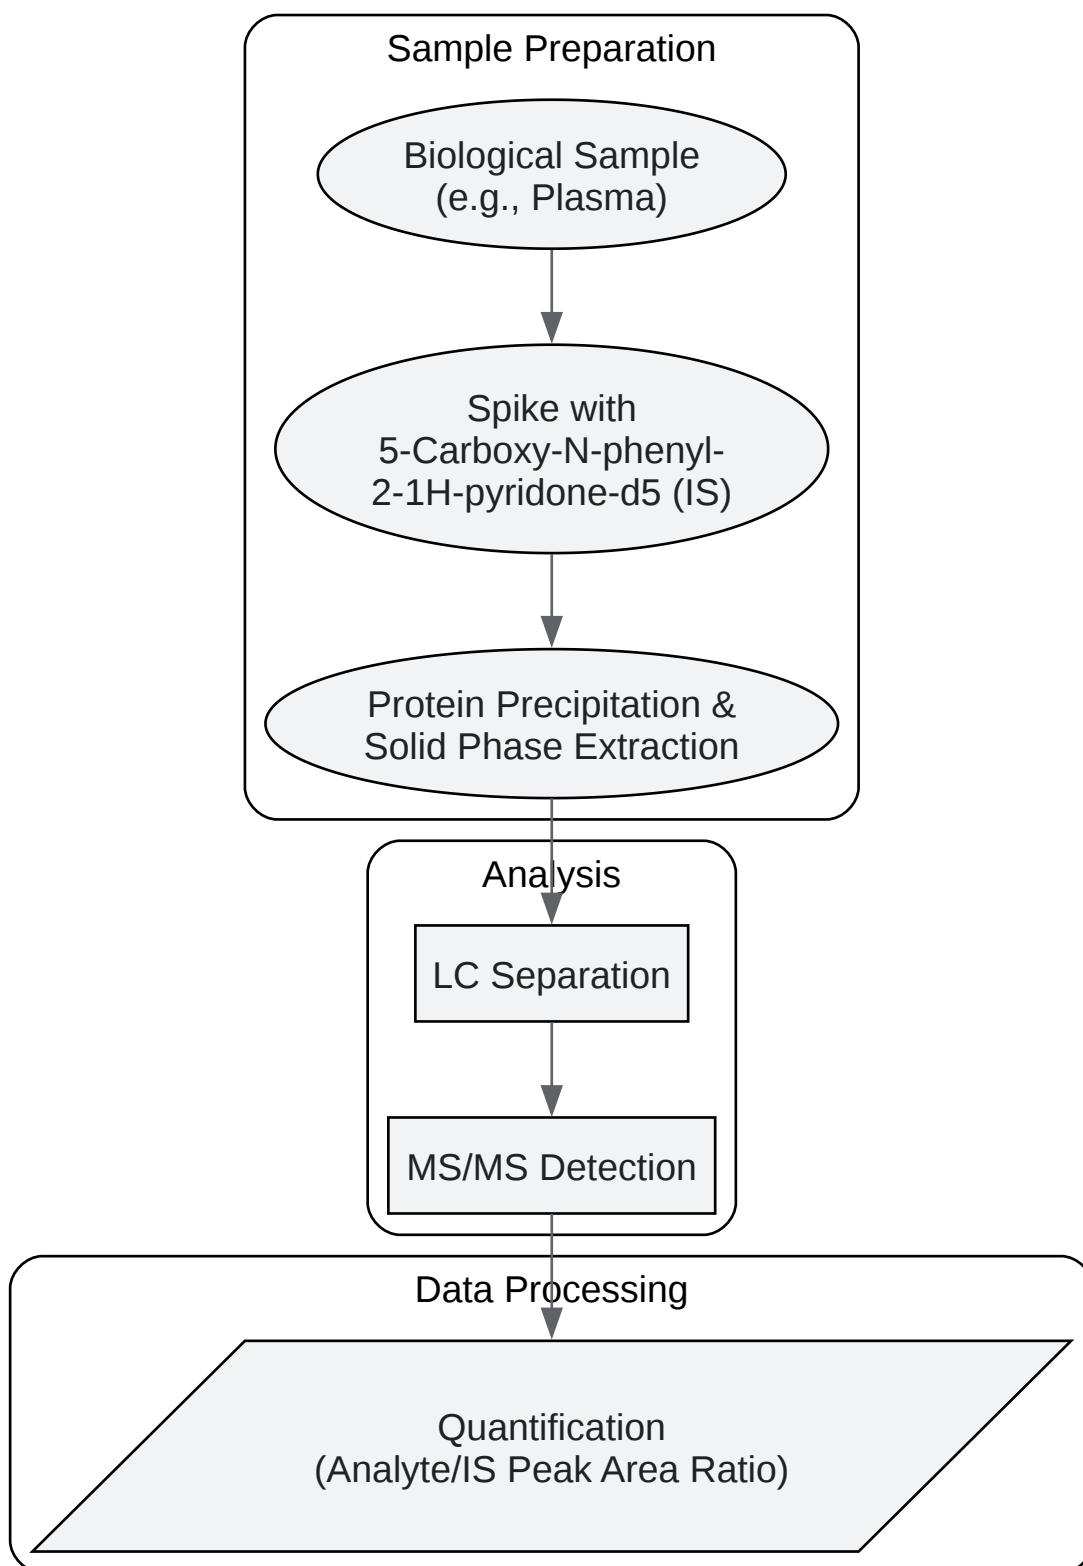 Sample Preparation
Biological Sample
(e.g., Plasma)
Spike with
5-Carboxy-N-phenyl-
2-1H-pyridone-d5 (IS)
Protein Precipitation &
Solid Phase Extraction
Analysis
LC Separation
MS/MS Detection
Data Processing
Quantification
(Analyte/IS Peak Area Ratio)